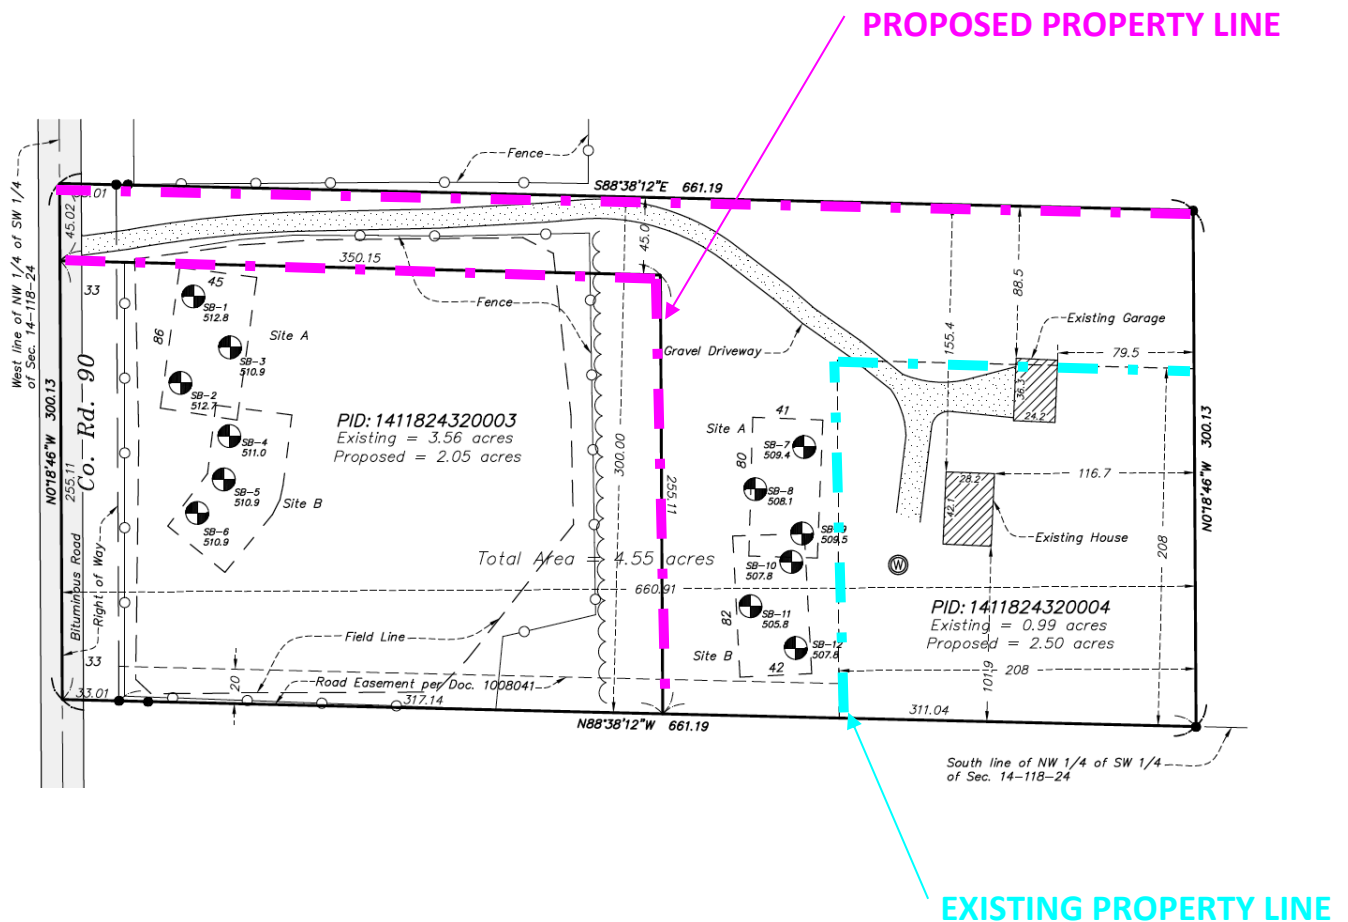 PROPOSED PROPERTY LINE
Fence
S88°38'12"E 661.19
West line of NW 1/4 of SW 1/4
of Sec. 14-118-24
45.02
350.15
45
33
SB-1
512.8
86
Site A
SB-3
510.9
SB-2
512.7
SB-4
511.0
SB-5
510.9
Site B
SB-6
510.9
Fence
N0°18'46"W 300.13
Co. Rd. 90
255.11
Bituminous Road
Right of Way
33
33.01
PID: 1411824320003
Existing = 3.56 acres
Proposed = 2.05 acres
Total Area = 4.55 acres
660.91
300.00
255.11
Field Line
20
Road Easement per Doc. 1008041
317.14
N88°38'12"W 661.19
Gravel Driveway
155.4
88.5
Existing Garage
79.5
36.3
24.2
41
Site A
SB-7
509.4
80
SB-8
508.1
509.5
SB-10
507.8
SB-11
505.8
82
SB-12
507.8
Site B
42
116.7
28.2
42.1
Existing House
W
208
N0°18'46"W 300.13
PID: 1411824320004
Existing = 0.99 acres
Proposed = 2.50 acres
208
101.9
311.04
South line of NW 1/4 of SW 1/4
of Sec. 14-118-24
EXISTING PROPERTY LINE